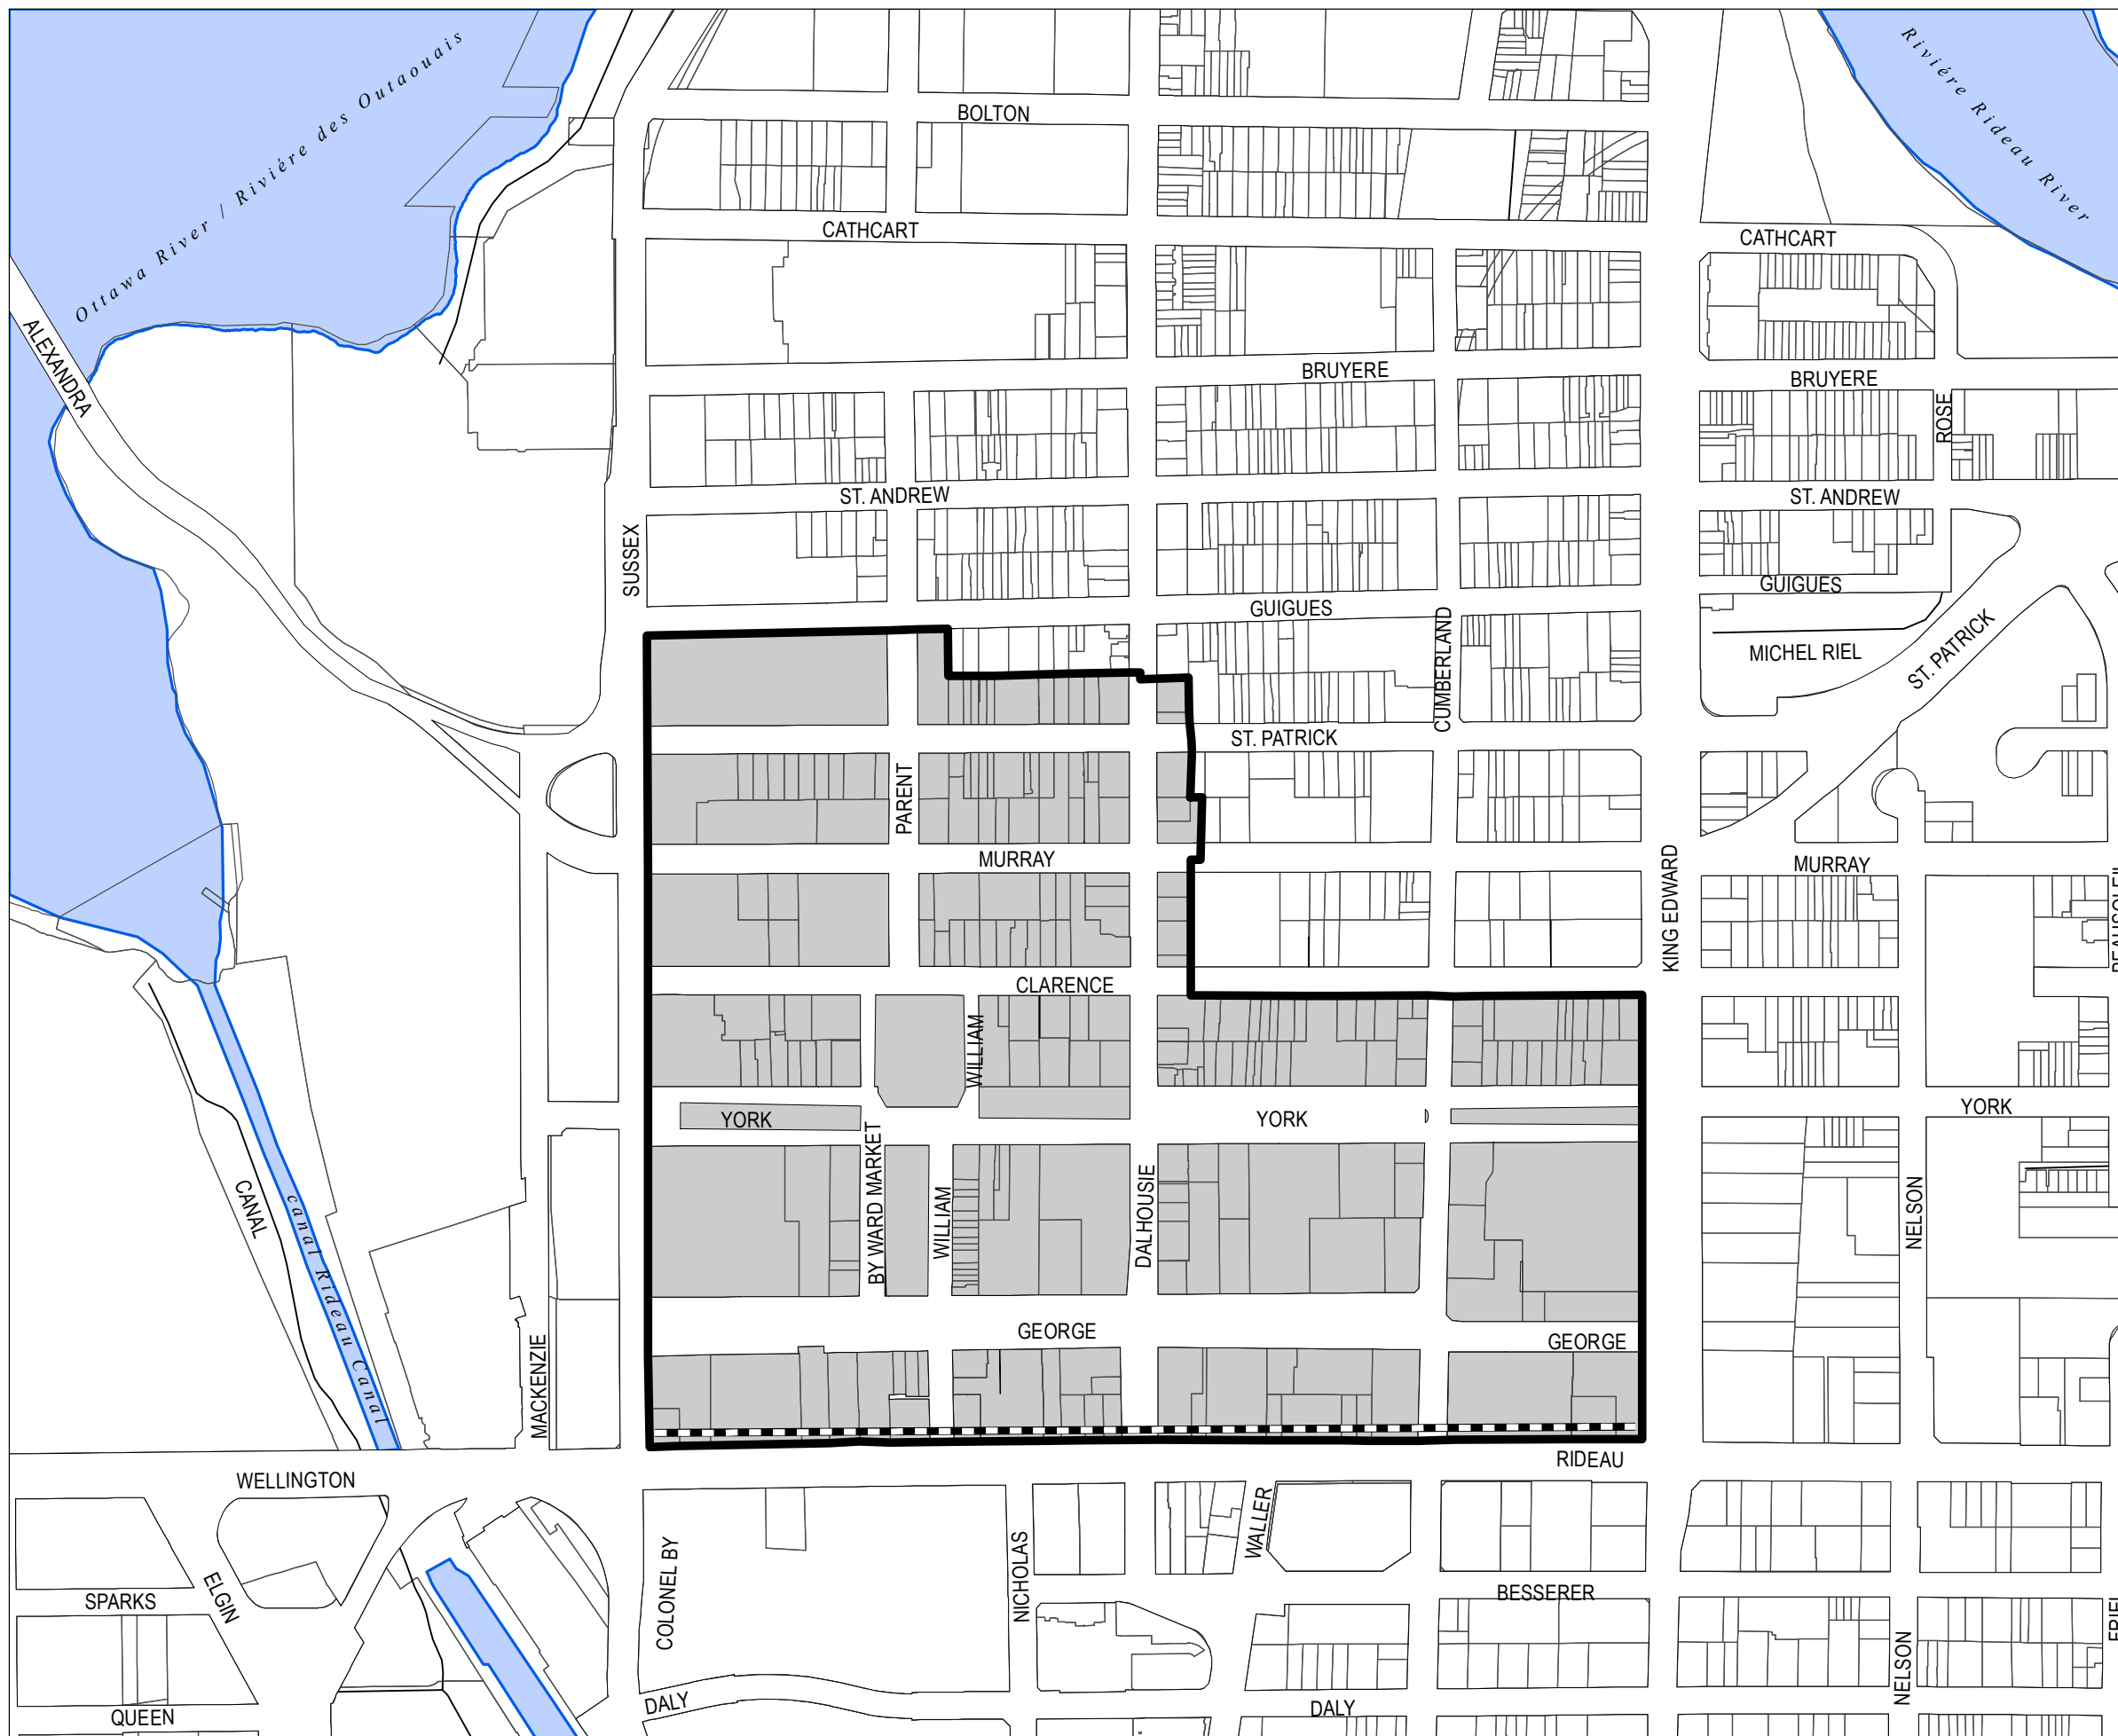 Ottawa River / Riviére des Outaouais
Riviére Rideau River
BOLTON
CATHCART
CATHCART
ALEXANDRA
BRUYERE
BRUYERE
ROSE
ST. ANDREW
ST. ANDREW
SUSSEX
GUIGUES
GUIGUES
CUMBERLAND
MICHEL RIEL
ST. PATRICK
ST. PATRICK
PARENT
MURRAY
MURRAY
KING EDWARD
CLARENCE
WILLIAM
YORK
YORK
YORK
BY WARD MARKET
WILLIAM
DALHOUSIE
NELSON
CANAL
canal Rideau Canal
GEORGE
GEORGE
MACKENZIE
RIDEAU
WELLINGTON
COLONEL BY
NICHOLAS
WALLER
SPARKS
ELGIN
BESSERER
NELSON
DALY
DALY
QUEEN